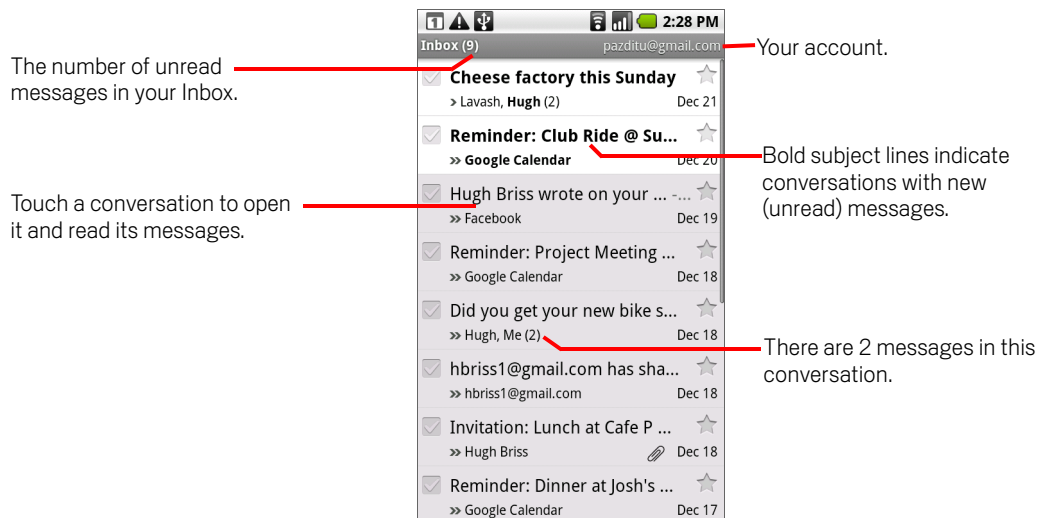 1
2:28 PM
Inbox (9) pazditu@gmail.com
Your account.
The number of unread
messages in your Inbox.
Cheese factory this Sunday
› Lavash, Hugh (2) Dec 21
Reminder: Club Ride @ Su...
» Google Calendar Dec 20
Bold subject lines indicate
conversations with new
(unread) messages.
Touch a conversation to open
it and read its messages.
Hugh Briss wrote on your ... -...
» Facebook Dec 19
Reminder: Project Meeting ...
» Google Calendar Dec 18
Did you get your new bike s...
» Hugh, Me (2) Dec 18
There are 2 messages in this
conversation.
hbriss1@gmail.com has sha...
» hbriss1@gmail.com Dec 18
Invitation: Lunch at Cafe P ...
» Hugh Briss Dec 18
Reminder: Dinner at Josh's ...
» Google Calendar Dec 17